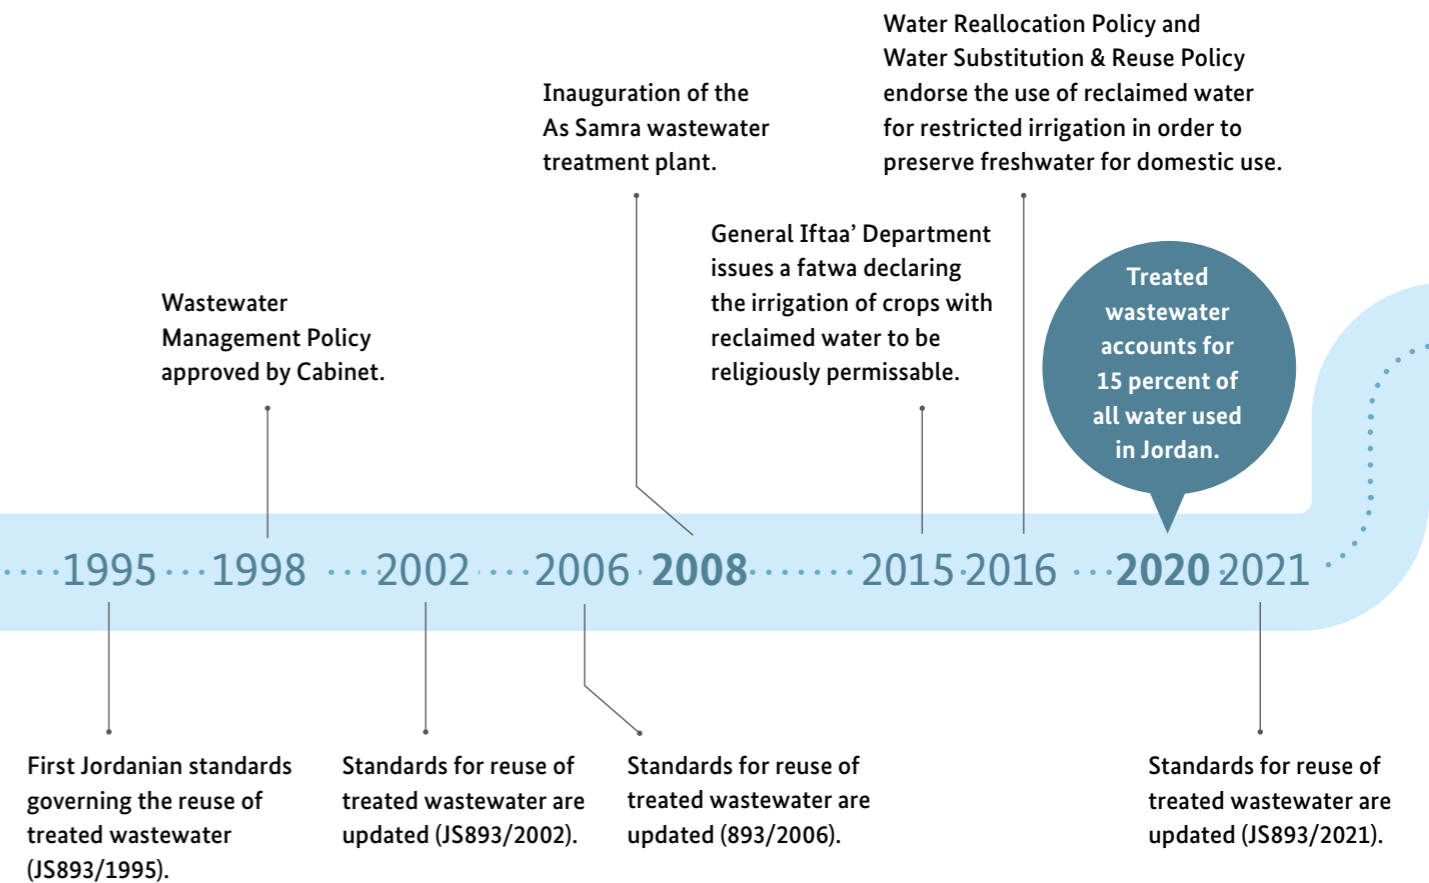 Water Reallocation Policy and
Water Substitution & Reuse Policy
endorse the use of reclaimed water
for restricted irrigation in order to
preserve freshwater for domestic use.
Inauguration of the
As Samra wastewater
treatment plant.
General Iftaa’ Department
issues a fatwa declaring
the irrigation of crops with
reclaimed water to be
religiously permissable.
Treated
wastewater
accounts for
15 percent of
all water used
in Jordan.
Wastewater
Management Policy
approved by Cabinet.
1995 1998 2002 2006 2008 2015 2016 2020 2021
First Jordanian standards
governing the reuse of
treated wastewater
(JS893/1995).
Standards for reuse of
treated wastewater are
updated (JS893/2002).
Standards for reuse of
treated wastewater are
updated (893/2006).
Standards for reuse of
treated wastewater are
updated (JS893/2021).